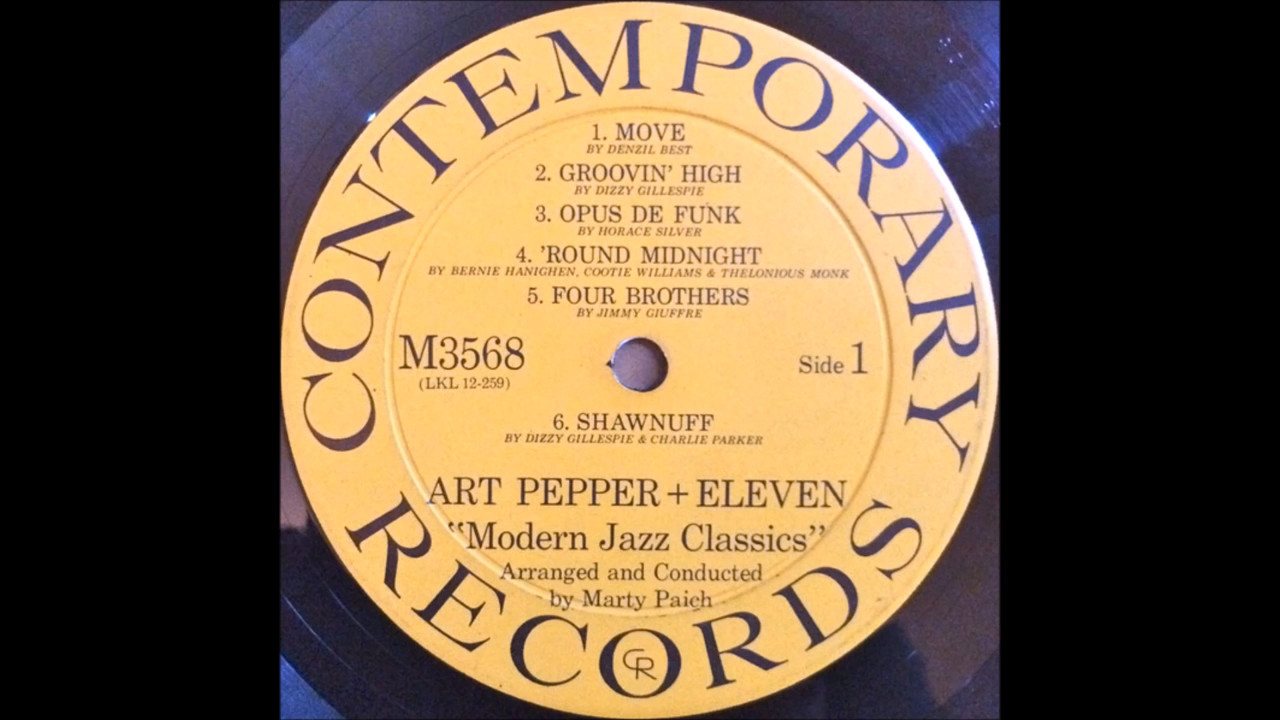 CONTEMPORARY
1. MOVE
BY DENZIL BEST
2. GROOVIN' HIGH
BY DIZZY GILLESPIE
3. OPUS DE FUNK
BY HORACE SILVER
4. 'ROUND MIDNIGHT
BY BERNIE HANIGHEN, COOTIE WILLIAMS & THELONIOUS MONK
5. FOUR BROTHERS
BY JIMMY GIUFFRE
M3568
(LKL 12-259)
Side 1
6. SHAWNUFF
BY DIZZY GILLESPIE & CHARLIE PARKER
ART PEPPER + ELEVEN
"Modern Jazz Classics"
Arranged and Conducted
by Marty Paich
RECORDS
CR